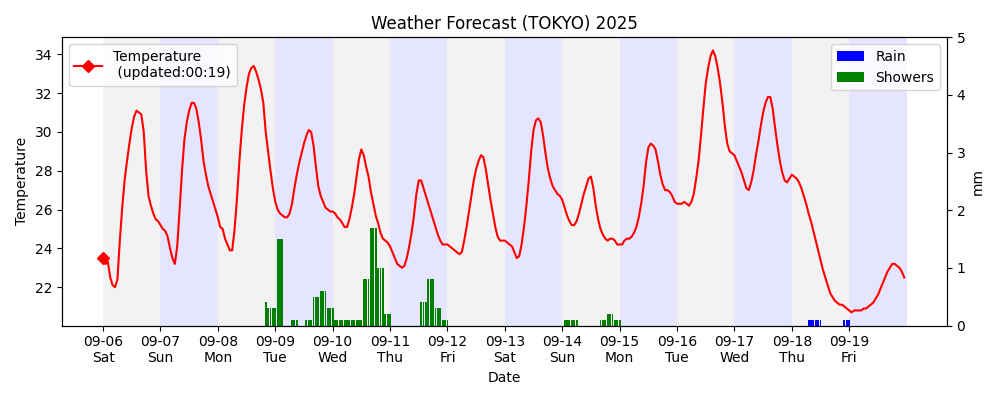 Weather Forecast (TOKYO) 2025
Temperature
(updated:00:19)
Rain
Showers
Temperature
34
32
30
28
26
24
22
5
4
3
2
1
0
mm
09-06 09-07 09-08 09-09 09-10 09-11 09-12 09-13 09-14 09-15 09-16 09-17 09-18 09-19
Sat Sun Mon Tue Wed Thu Fri Sat Sun Mon Tue Wed Thu Fri
Date